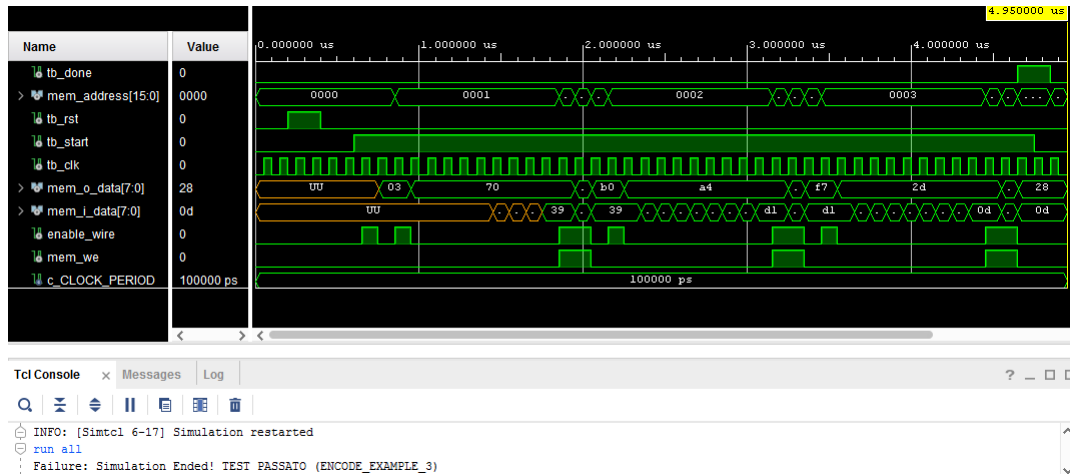 4.950000 us
Name Value 0.000000 us 1.000000 us 2.000000 us 3.000000 us 4.000000 us
tb_done 0
mem_address[15:0] 0000 0000 0001 . . . 0002 . . . 0003 . . ... .
tb_rst 0
tb_start 0
tb_clk 0
mem_o_data[7:0] 28 UU 03 70 . b0 a4 . f7 2d . 28
mem_i_data[7:0] 0d UU . . . 39 . 39 . . . . . . d1 . d1 . . . . . . 0d . 0d
enable_wire 0
mem_we 0
c_CLOCK_PERIOD 100000 ps 100000 ps
Tcl Console × Messages Log ?
INFO: [Simtcl 6-17] Simulation restarted
run all
Failure: Simulation Ended! TEST PASSATO (ENCODE_EXAMPLE_3)